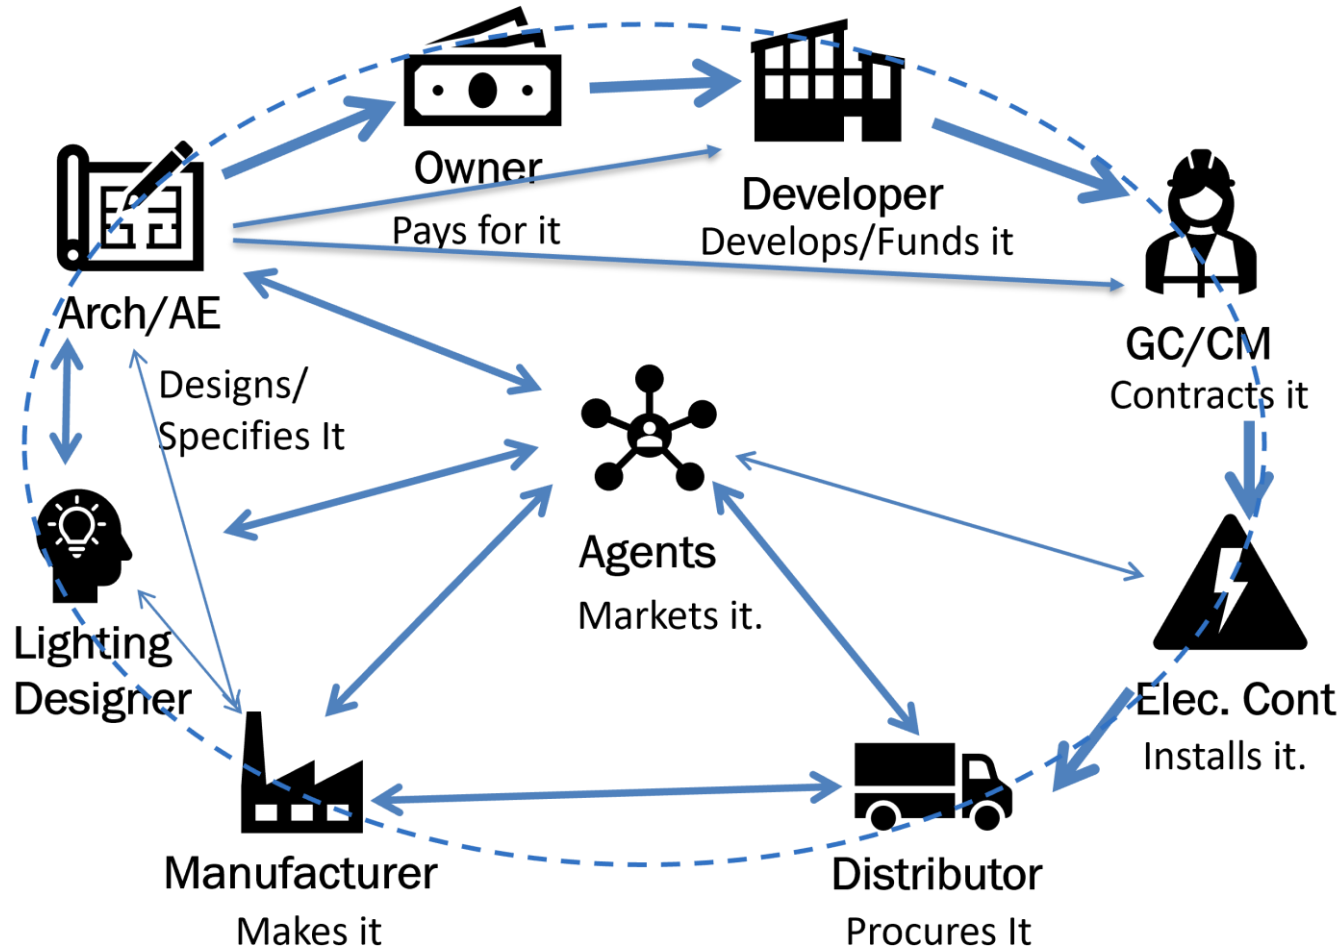 Owner
Pays for it
Developer
Develops/Funds it
Arch/AE
Designs/
Specifies It
GC/CM
Contracts it
Agents
Markets it.
Lighting
Designer
Elec. Cont
Installs it.
Manufacturer
Makes it
Distributor
Procures It